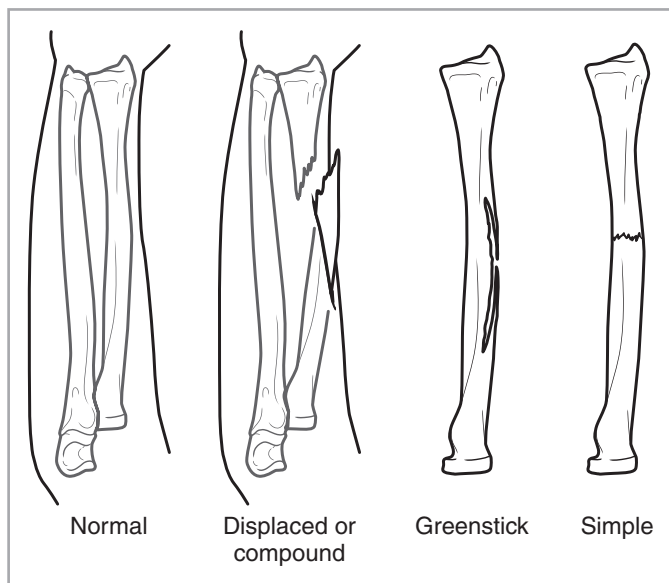 Normal
Displaced or
compound
Greenstick
Simple